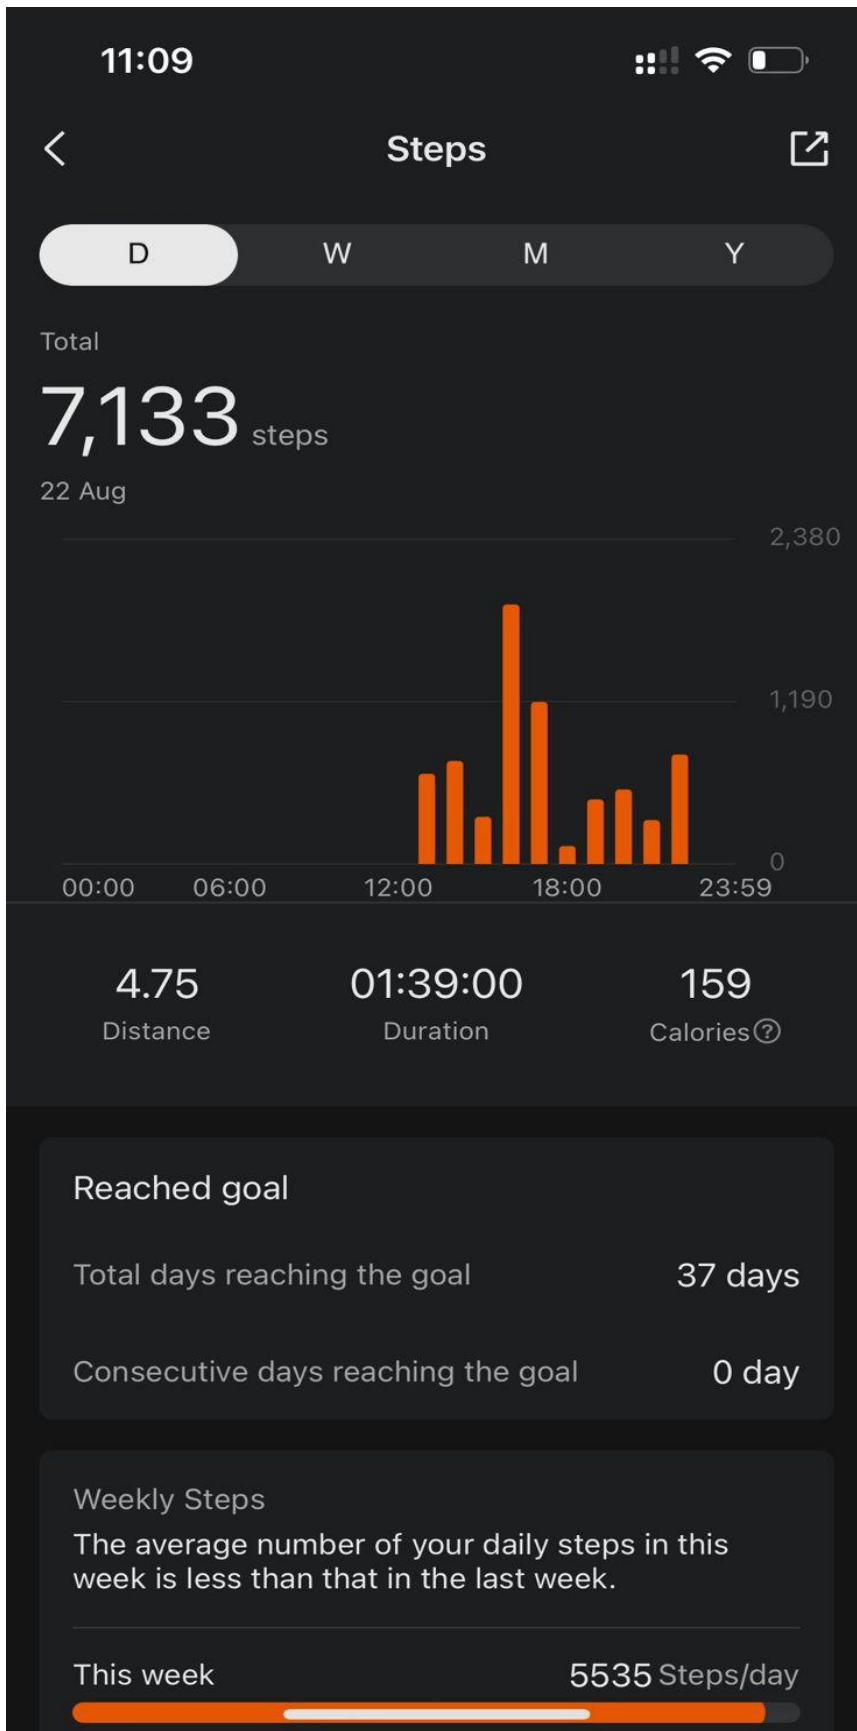 11:09
Steps
D W M Y
Total
7,133 steps
22 Aug
2,380
1,190
0
00:00 06:00 12:00 18:00 23:59
4.75 01:39:00 159
Distance Duration Calories ?
Reached goal
Total days reaching the goal 37 days
Consecutive days reaching the goal 0 day
Weekly Steps
The average number of your daily steps in this
week is less than that in the last week.
This week 5535 Steps/day